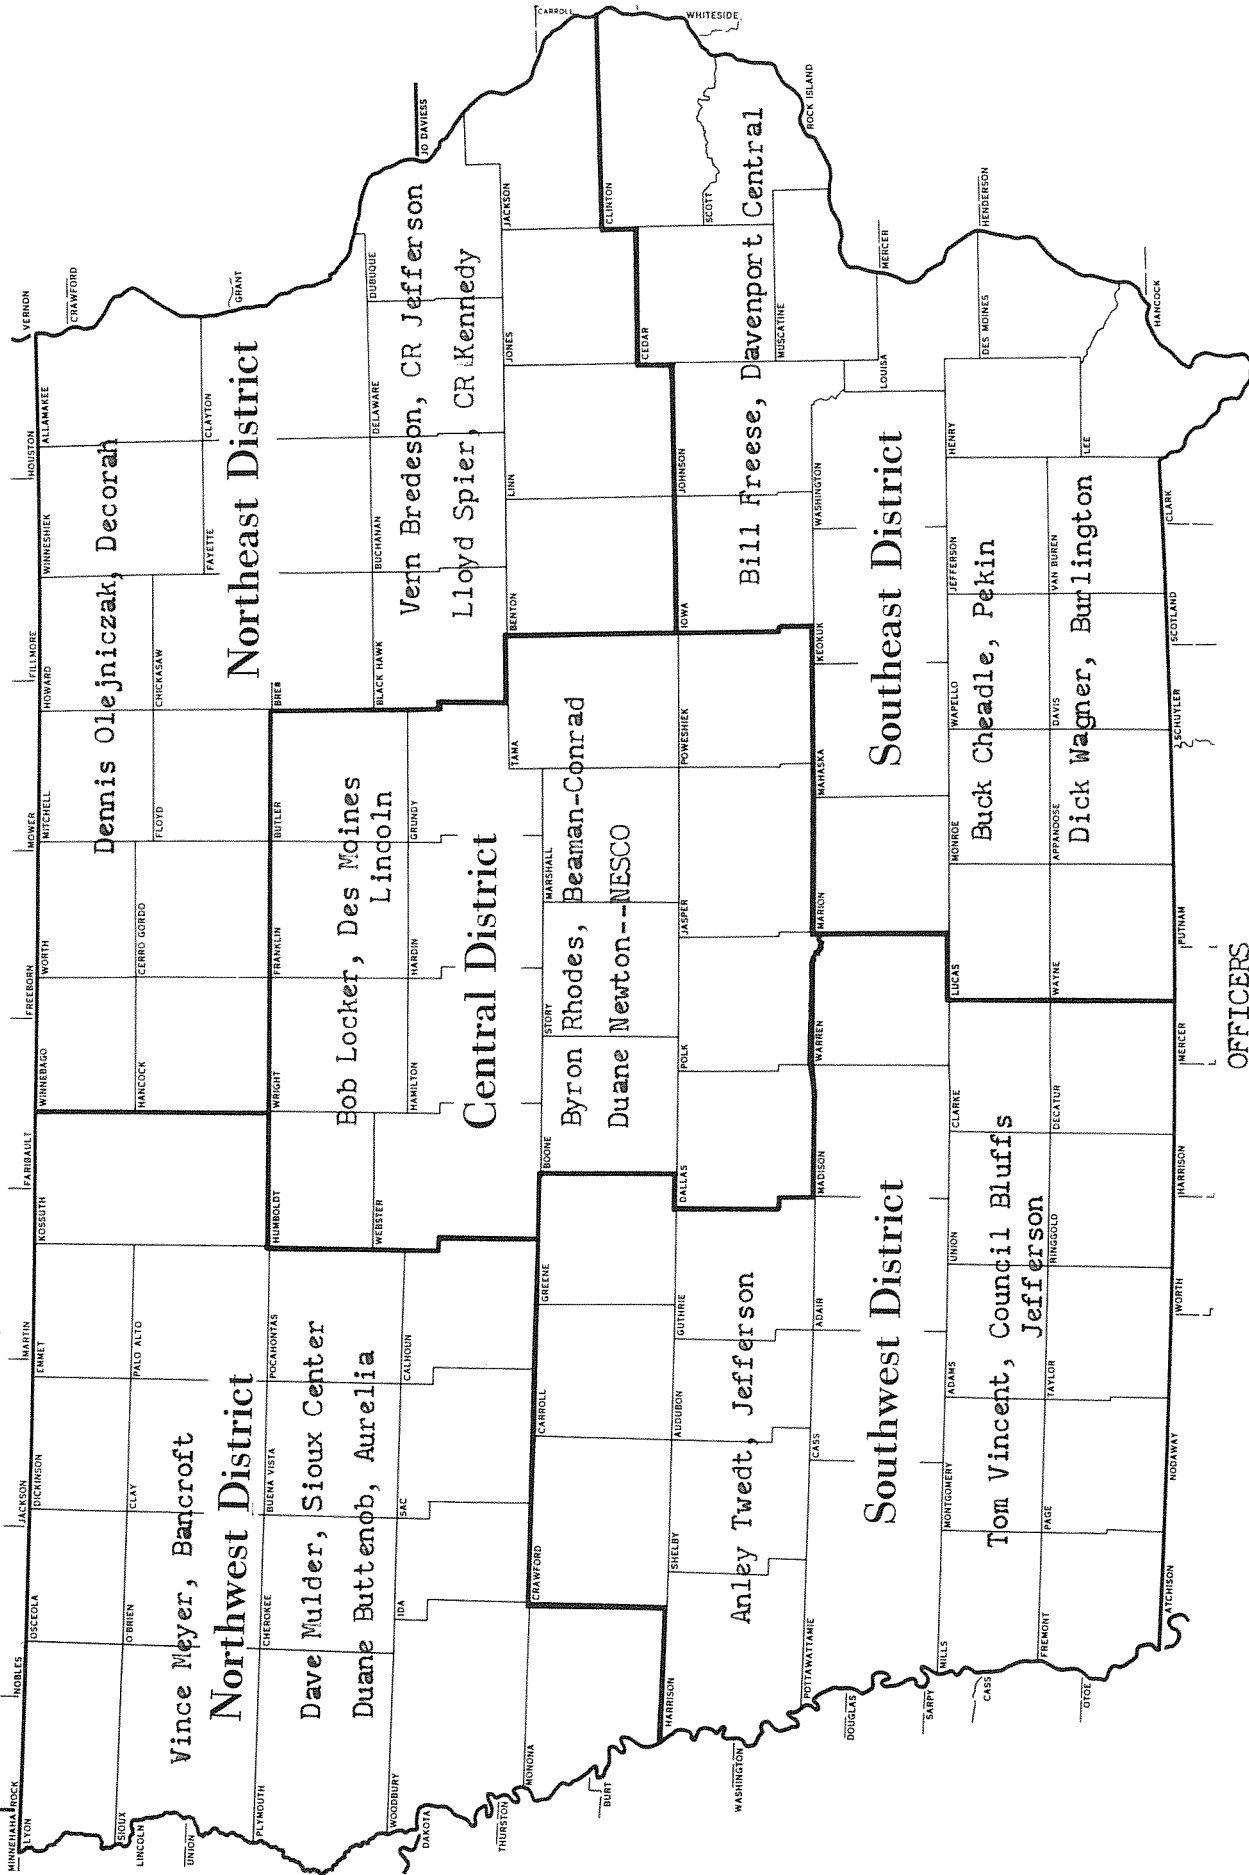 MINNEHAHA
ROCK
NOBLES
JACKSON
MARTIN
FARIBAULT
FREEBORN
MOWER
FILLMORE
HOUSTON
VERNON
CRAWFORD
LYON
OSCEOLA
DICKINSON
EMMET
KOSSUTH
WINNEBAGO
WORTH
MITCHELL
HOWARD
WINNESHIEK
ALLAMAKEE
Dennis Olejniczak, Decorah
SIOUX
O'BRIEN
CLAY
PALO ALTO
HANCOCK
CERRO GORDO
FLOYD
CHICKASAW
LINCOLN
UNION
Vince Meyer, Bancroft
FAYETTE
CLAYTON
GRANT
Northwest District
Northeast District
PLYMOUTH
CHEROKEE
BUENA VISTA
POCAHONTAS
HUMBOLDT
WRIGHT
FRANKLIN
BUTLER
BREM
Dave Mulder, Sioux Center
Duane Buttenob, Aurelia
Bob Locker, Des Moines
Lincoln
WEBSTER
BLACK HAWK
BUCHANAN
DELAWARE
DUBUQUE
WOODBURY
IDA
SAC
CALHOUN
HAMILTON
HARDIN
GRUNDY
JO DAVIESS
Vern Bredeson, CR Jefferson
Lloyd Spier, CR Kennedy
DAKOTA
THURSTON
Central District
TAMA
BENTON
LINN
JONES
JACKSON
MONONA
CRAWFORD
CARROLL
GREENE
BOONE
STORY
MARSHALL
CARROLL
Byron Rhodes, Beaman-Conrad
Duane Newton--NESCO
BURT
CLINTON
HARRISON
SHELBY
AUDUBON
GUTHRIE
DALLAS
POLK
JASPER
POWESHIEK
IOWA
JOHNSON
CEDAR
WHITESIDE
SCOTT
WASHINGTON
Anley Twedt, Jefferson
Bill Freese, Davenport Central
MUSCATINE
ROCK ISLAND
POTTAWATTAMIE
CASS
ADAIR
MADISON
WARREN
MARION
MAHASKA
KEOKUK
WASHINGTON
LOUISA
MERCER
DOUGLAS
SARPY
Southwest District
Southeast District
MILLS
MONTGOMERY
ADAMS
UNION
CLARKE
LUCAS
MONROE
WAPELLO
JEFFERSON
HENRY
DES MOINES
HENDERSON
CASS
Tom Vincent, Council Bluffs
Jefferson
Buck Cheadle, Pekin
FREMONT
PAGE
TAYLOR
RINGGOLD
DECATUR
WAYNE
APPANOOSE
DAVIS
VAN BUREN
LEE
Dick Wagner, Burlington
OTOE
HANCOCK
ATCHISON
NODAWAY
WORTH
HARRISON
MERCER
PUTNAM
SCHUYLER
SCOTLAND
CLARK
OFFICERS